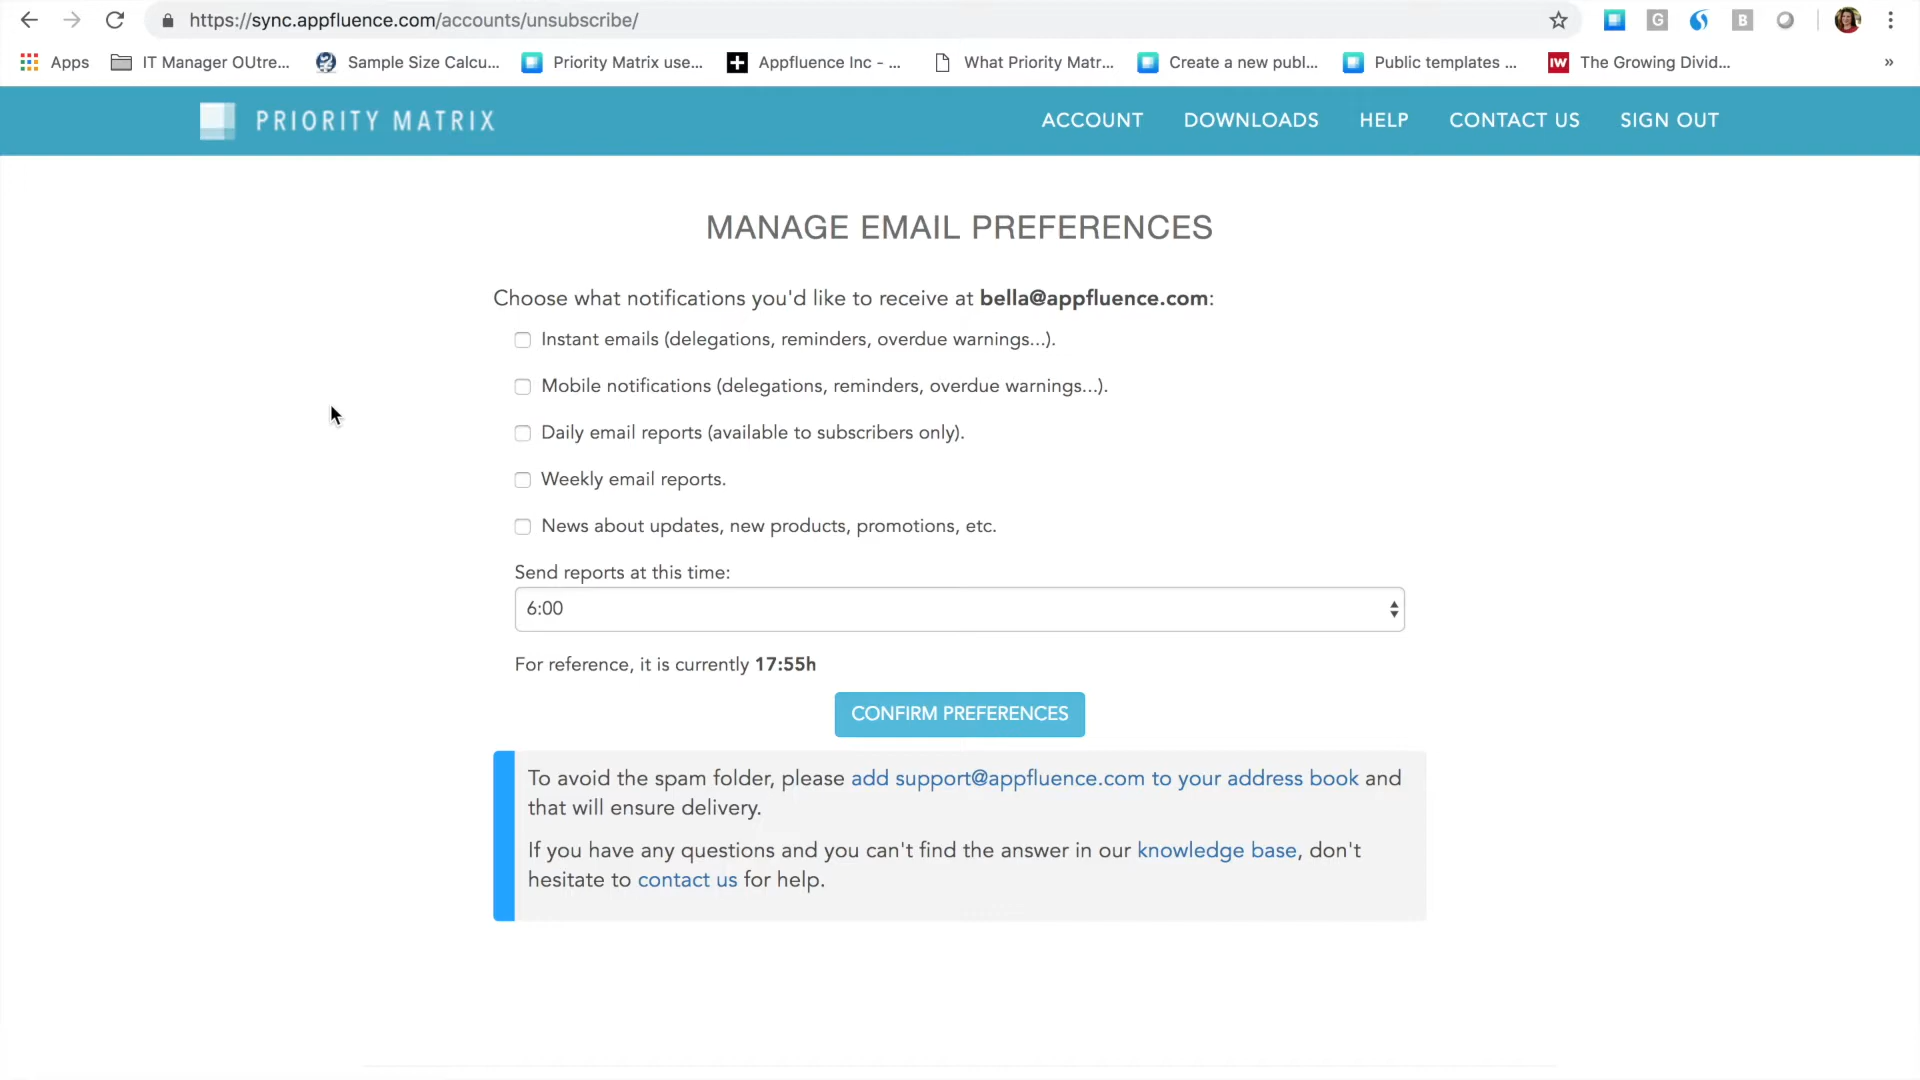 https://sync.appfluence.com/accounts/unsubscribe/
G
B
Apps
IT Manager OUtre...
Sample Size Calcu...
Priority Matrix use...
Appfluence Inc - ...
What Priority Matr...
Create a new publ...
Public templates ...
IW
The Growing Divid...
»
PRIORITY MATRIX
ACCOUNT
DOWNLOADS
HELP
CONTACT US
SIGN OUT
MANAGE EMAIL PREFERENCES
Choose what notifications you'd like to receive at bella@appfluence.com:
Instant emails (delegations, reminders, overdue warnings...).
Mobile notifications (delegations, reminders, overdue warnings...).
Daily email reports (available to subscribers only).
Weekly email reports.
News about updates, new products, promotions, etc.
Send reports at this time:
6:00
For reference, it is currently 17:55h
CONFIRM PREFERENCES
To avoid the spam folder, please add support@appfluence.com to your address book and
that will ensure delivery.
If you have any questions and you can't find the answer in our knowledge base, don't
hesitate to contact us for help.